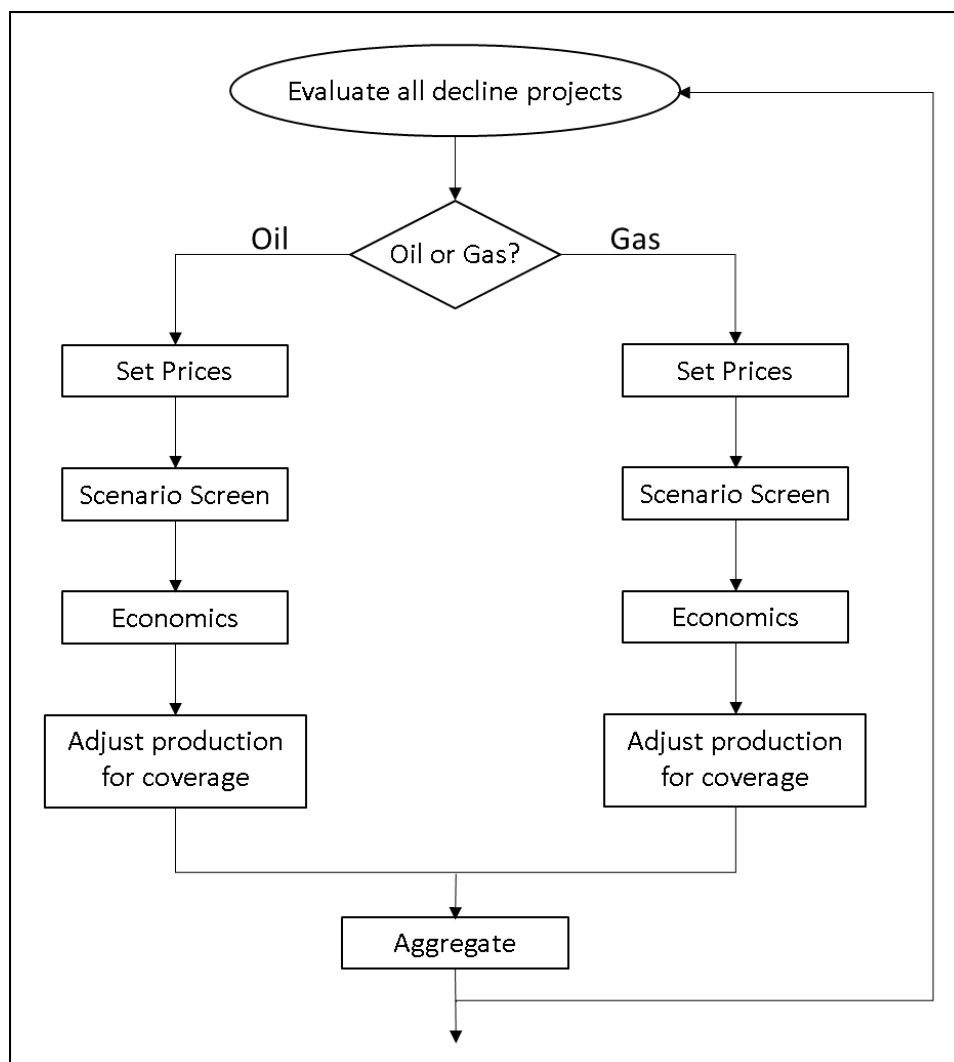 Evaluate all decline projects
Oil or Gas?
Oil
Gas
Set Prices
Scenario Screen
Economics
Adjust production
for coverage
Set Prices
Scenario Screen
Economics
Adjust production
for coverage
Aggregate